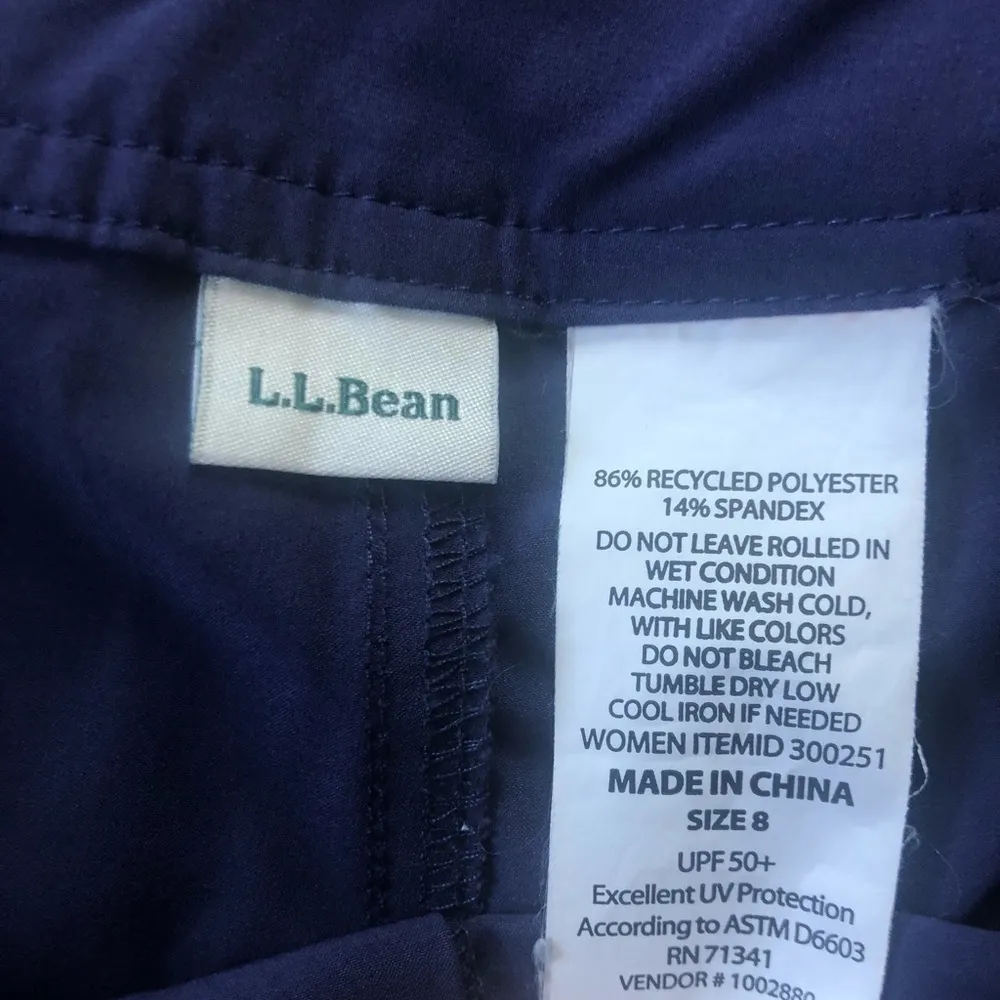 L.L.Bean
86% RECYCLED POLYESTER
14% SPANDEX
DO NOT LEAVE ROLLED IN
WET CONDITION
MACHINE WASH COLD,
WITH LIKE COLORS
DO NOT BLEACH
TUMBLE DRY LOW
COOL IRON IF NEEDED
WOMEN ITEMID 300251
MADE IN CHINA
SIZE 8
UPF 50+
Excellent UV Protection
According to ASTM D6603
RN 71341
VENDOR # 1002880